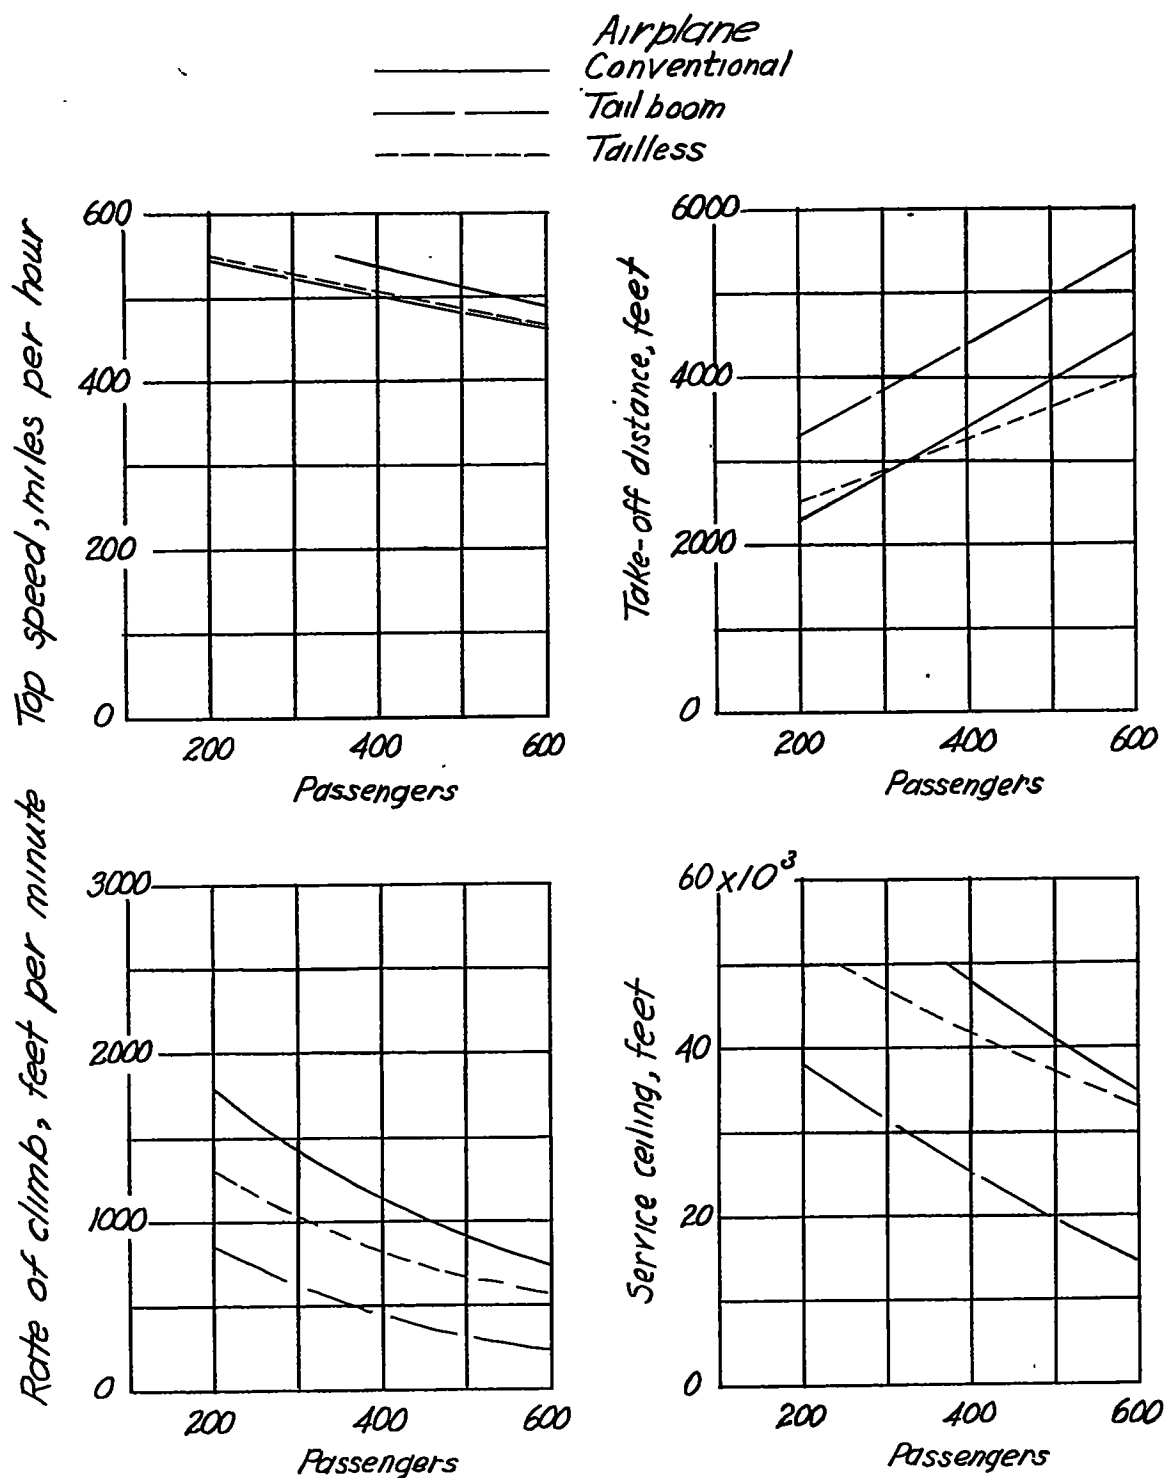 Airplane
Conventional
Tail boom
Tailless
Top speed, miles per hour
600
400
200
0
200 400 600
Passengers
Take-off distance, feet
6000
4000
2000
0
200 400 600
Passengers
Rate of climb, feet per minute
3000
2000
1000
0
200 400 600
Passengers
Service ceiling, feet
60 x10³
40
20
0
200 400 600
Passengers